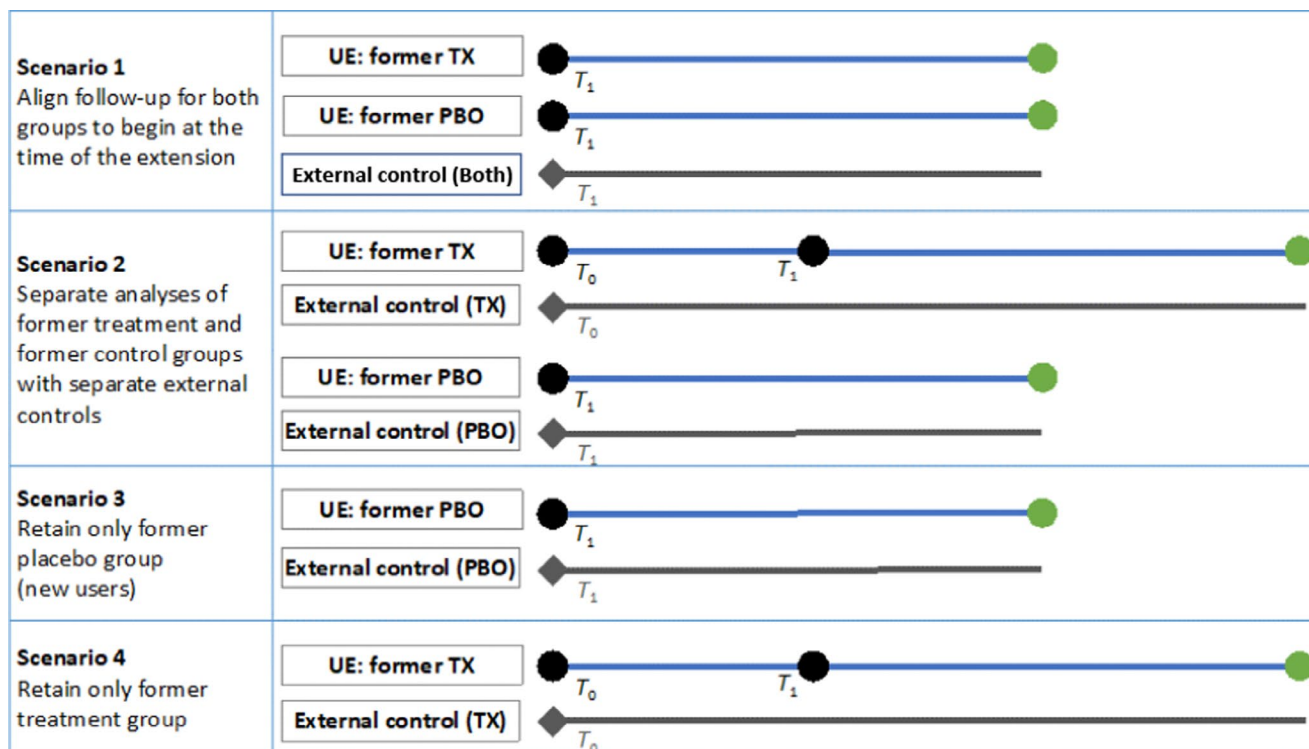 Scenario 1
Align follow-up for both
groups to begin at the
time of the extension
UE: former TX
T1
UE: former PBO
T1
External control (Both)
T1
Scenario 2
Separate analyses of
former treatment and
former control groups
with separate external
controls
UE: former TX
T0
T1
External control (TX)
T0
UE: former PBO
T1
External control (PBO)
T1
Scenario 3
Retain only former
placebo group
(new users)
UE: former PBO
T1
External control (PBO)
T1
Scenario 4
Retain only former
treatment group
UE: former TX
T0
T1
External control (TX)
T0